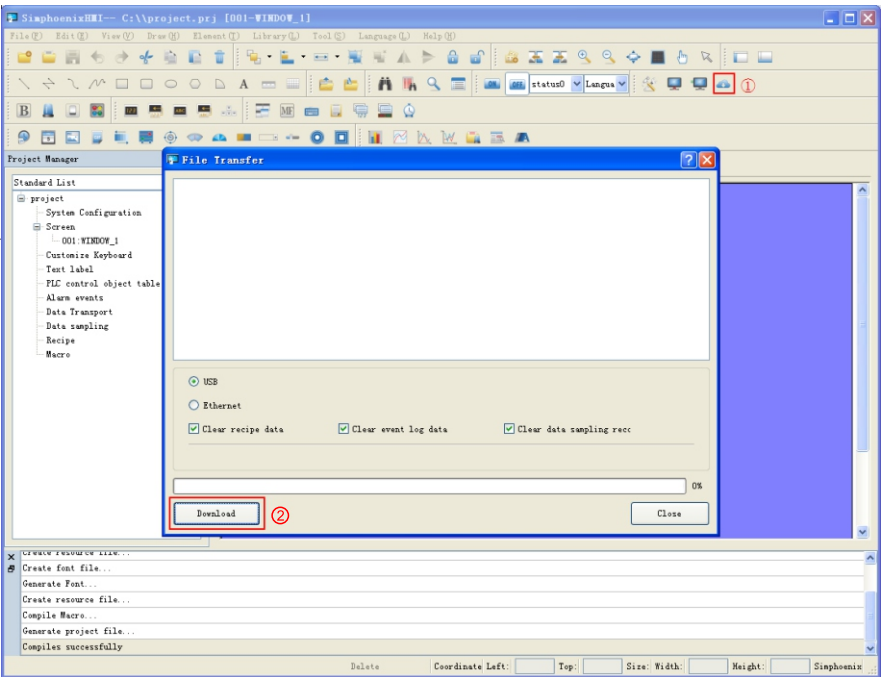 SimphoenixHMI-- C:\\project.prj [001-WINDOW_1]
File(F) Edit(E) View(V) Draw(M) Element(T) Library(L) Tool(S) Language(L) Help(H)
A status0 Langua ①
B MF
Project Manager
File Transfer
Standard List
project
System Configuration
Screen
001:WINDOW_1
Customize Keyboard
Text label
PLC control object table
Alarm events
Data Transport
Data sampling
Recipe
Macro
USB
Ethernet
Clear recipe data Clear event log data Clear data sampling recc
0%
Download ② Close
Create resource file...
Create font file...
Generate Font...
Create resource file...
Compile Macro...
Generate project file...
Compiles successfully
Delete Coordinate Left: Top: Size: Width: Height: Simphoenix